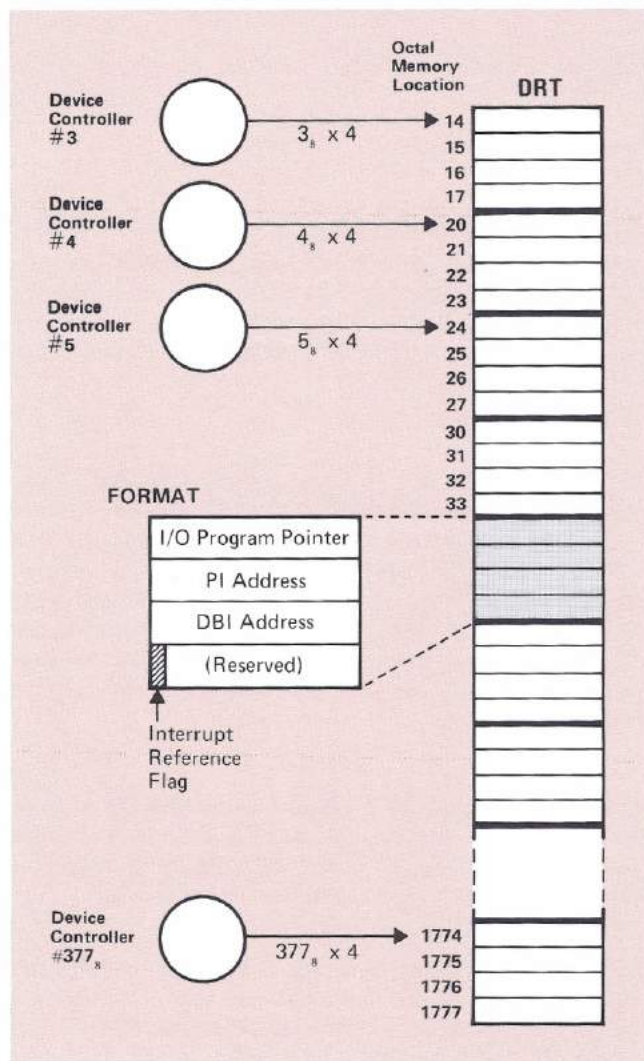 Octal
Memory
Location
DRT
Device
Controller
#3
3₈ x 4
14
15
16
17
Device
Controller
#4
4₈ x 4
20
21
22
23
Device
Controller
#5
5₈ x 4
24
25
26
27
30
31
32
33
FORMAT
I/O Program Pointer
PI Address
DBI Address
(Reserved)
Interrupt
Reference
Flag
Device
Controller
#377₈
377₈ x 4
1774
1775
1776
1777